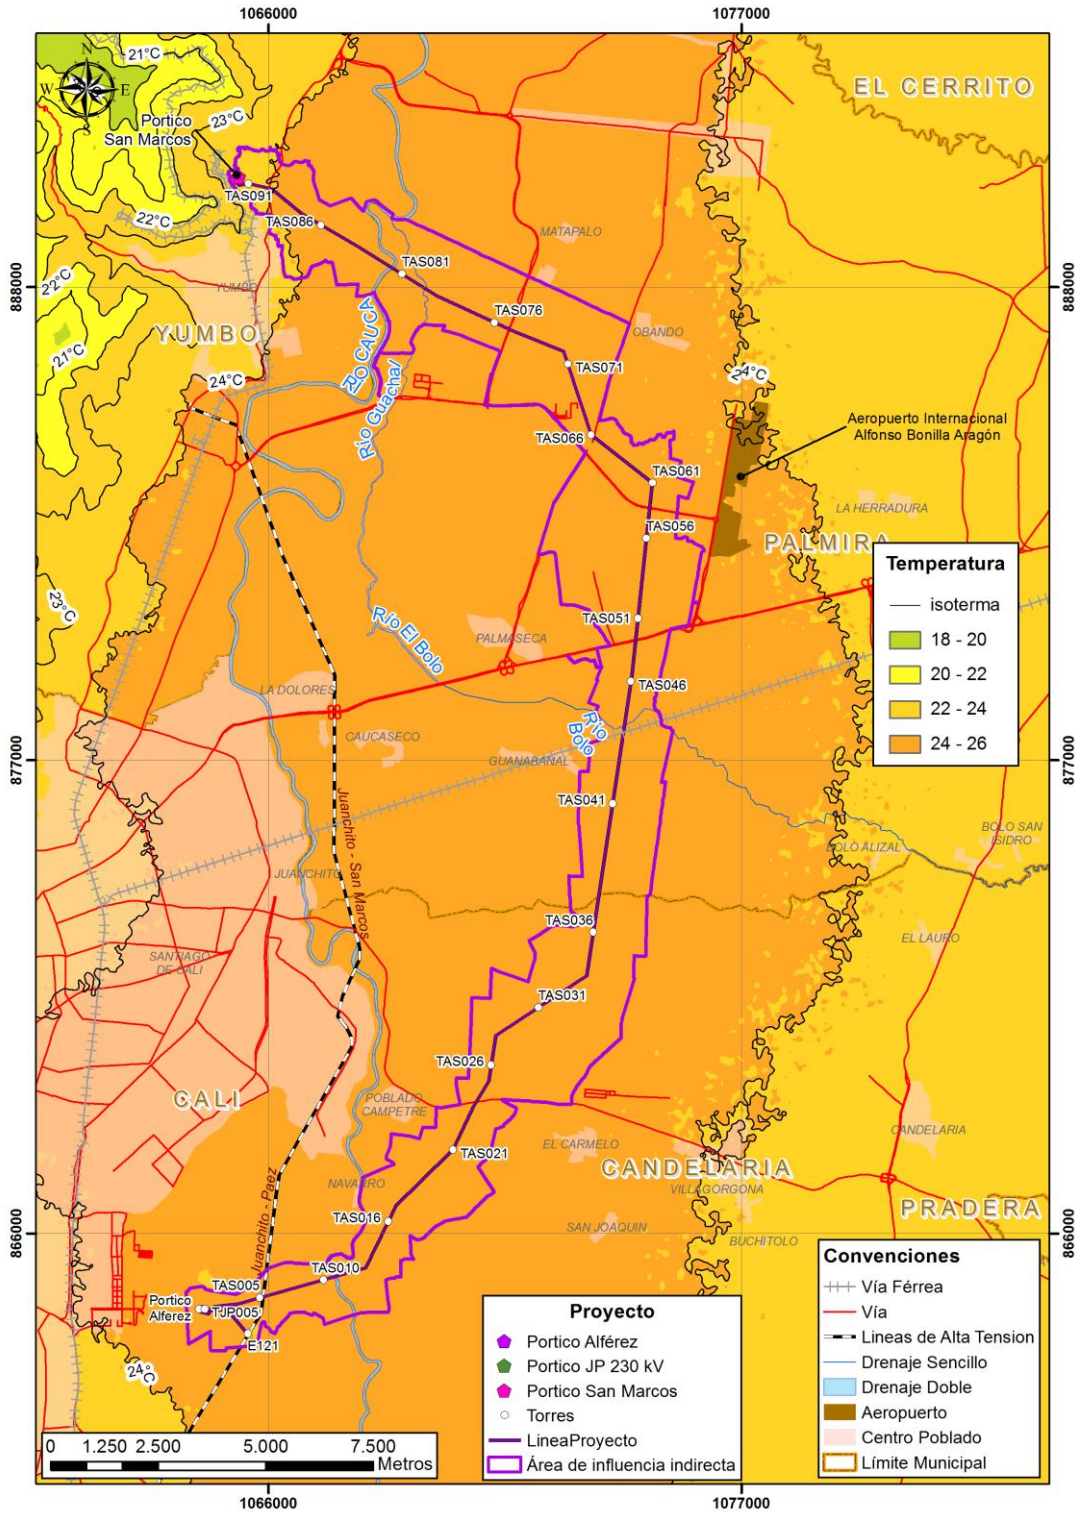 1066000
1077000
21°C
EL CERRITO
N
W
E
S
Portico
San Marcos
23°C
TAS091
22°C
TAS086
MATAPALO
TAS081
888000
888000
22°C
YUMBO
RIO CAUCA
TAS076
YUMBO
OBANDO
21°C
TAS071
24°C
24°C
Río Guachal
Aeropuerto Internacional
Alfonso Bonilla Aragón
TAS066
TAS061
LA HERRADURA
TAS056
PALMIRA
Temperatura
isoterma
18 - 20
20 - 22
22 - 24
24 - 26
23°C
TAS051
Río El Bolo
PALMASECA
TAS046
LA DOLORES
Río
Bolo
CAUCASECO
877000
877000
GUANABANAL
TAS041
Juanchito - San Marcos
BOLO SAN
ISIDRO
BOLO ALIZAL
JUANCHITO
TAS036
EL LAURO
SANTIAGO
DE CALI
TAS031
TAS026
CALI
POBLADO
CAMPETRE
CANDELARIA
EL CARMELO
TAS021
CANDELARIA
NAVARRO
VILLAGORGONA
PRADERA
TAS016
SAN JOAQUIN
BUCHITOLO
866000
866000
Juanchito - Paez
TAS010
TAS005
Portico
Alferez
TJP005
E121
24°C
Proyecto
Portico Alférez
Portico JP 230 kV
Portico San Marcos
Torres
LineaProyecto
Área de influencia indirecta
Convenciones
Vía Férrea
Vía
Lineas de Alta Tension
Drenaje Sencillo
Drenaje Doble
Aeropuerto
Centro Poblado
Límite Municipal
0 1.250 2.500 5.000 7.500
Metros
1066000
1077000